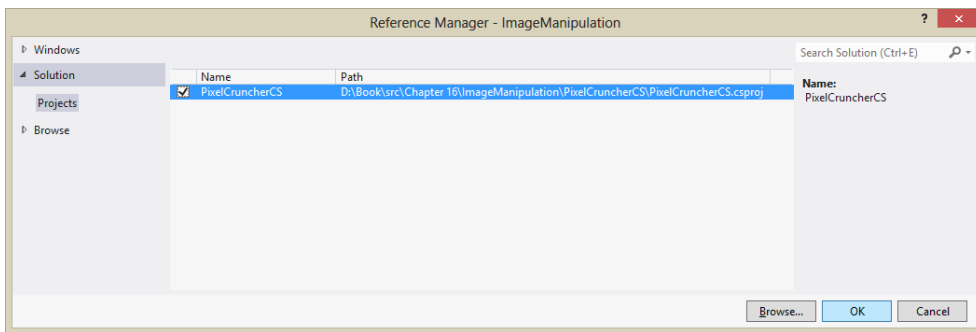 Reference Manager - ImageManipulation
?
×
Windows
Solution
Projects
Browse
Name Path
PixelCruncherCS D:\Book\src\Chapter 16\ImageManipulation\PixelCruncherCS\PixelCruncherCS.csproj
Search Solution (Ctrl+E)
Name:
PixelCruncherCS
Browse... OK Cancel